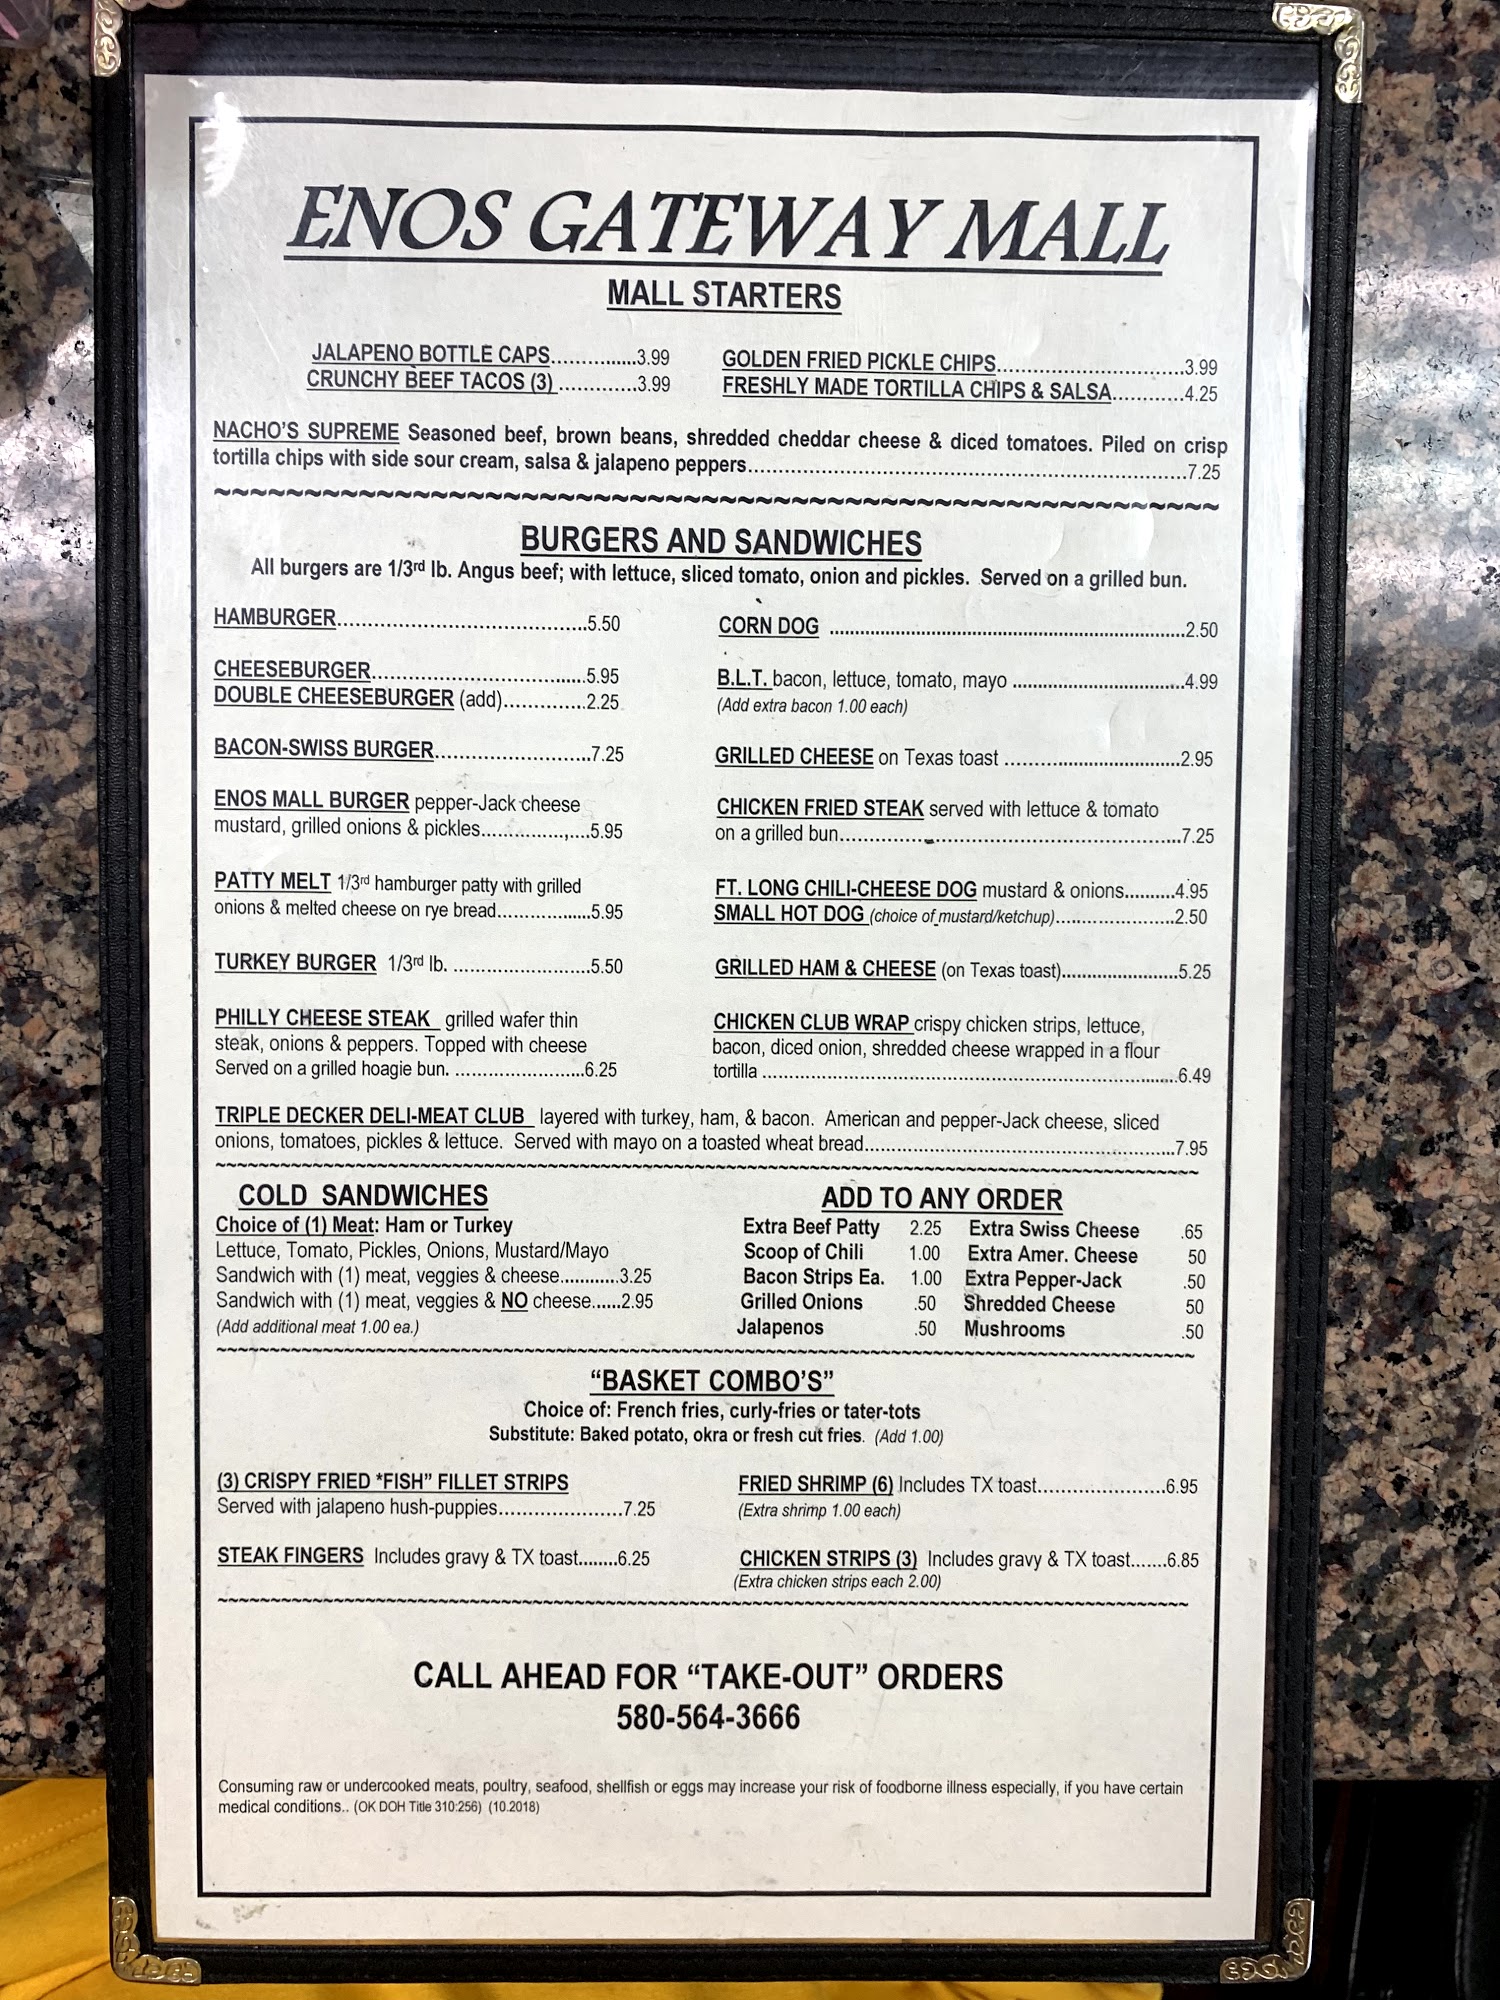 ENOS GATEWAY MALL
MALL STARTERS
JALAPENO BOTTLE CAPS..............3.99
CRUNCHY BEEF TACOS (3) .............3.99
GOLDEN FRIED PICKLE CHIPS...............................3.99
FRESHLY MADE TORTILLA CHIPS & SALSA............4.25
NACHO'S SUPREME Seasoned beef, brown beans, shredded cheddar cheese & diced tomatoes. Piled on crisp
tortilla chips with side sour cream, salsa & jalapeno peppers..........................................................................7.25
~~~~~~~~~~~~~~~~~~~~~~~~~~~~~~~~~~~~~~~~~~~~~~~~~~~~~~~~~~
BURGERS AND SANDWICHES
All burgers are 1/3rd lb. Angus beef; with lettuce, sliced tomato, onion and pickles. Served on a grilled bun.
HAMBURGER..........................................5.50
CHEESEBURGER....................................5.95
DOUBLE CHEESEBURGER (add)..............2.25
BACON-SWISS BURGER..........................7.25
ENOS MALL BURGER pepper-Jack cheese
mustard, grilled onions & pickles..............,....5.95
PATTY MELT 1/3rd hamburger patty with grilled
onions & melted cheese on rye bread................5.95
TURKEY BURGER 1/3rd lb. .......................5.50
PHILLY CHEESE STEAK grilled wafer thin
steak, onions & peppers. Topped with cheese
Served on a grilled hoagie bun. ......................6.25
CORN DOG ............................................................2.50
B.L.T. bacon, lettuce, tomato, mayo .............................4.99
(Add extra bacon 1.00 each)
GRILLED CHEESE on Texas toast ..............................2.95
CHICKEN FRIED STEAK served with lettuce & tomato
on a grilled bun.........................................................7.25
FT. LONG CHILI-CHEESE DOG mustard & onions.........4.95
SMALL HOT DOG (choice of mustard/ketchup)....................2.50
GRILLED HAM & CHEESE (on Texas toast)....................5.25
CHICKEN CLUB WRAP crispy chicken strips, lettuce,
bacon, diced onion, shredded cheese wrapped in a flour
tortilla ......................................................................6.49
TRIPLE DECKER DELI-MEAT CLUB layered with turkey, ham, & bacon. American and pepper-Jack cheese, sliced
onions, tomatoes, pickles & lettuce. Served with mayo on a toasted wheat bread.....................................................7.95
~~~~~~~~~~~~~~~~~~~~~~~~~~~~~~~~~~~~~~~~~~~~~~~~~~~~~~~~~~
COLD SANDWICHES
Choice of (1) Meat: Ham or Turkey
Lettuce, Tomato, Pickles, Onions, Mustard/Mayo
Sandwich with (1) meat, veggies & cheese...........3.25
Sandwich with (1) meat, veggies & NO cheese......2.95
(Add additional meat 1.00 ea.)
ADD TO ANY ORDER
Extra Beef Patty 2.25 Extra Swiss Cheese .65
Scoop of Chili 1.00 Extra Amer. Cheese 50
Bacon Strips Ea. 1.00 Extra Pepper-Jack .50
Grilled Onions .50 Shredded Cheese 50
Jalapenos .50 Mushrooms .50
~~~~~~~~~~~~~~~~~~~~~~~~~~~~~~~~~~~~~~~~~~~~~~~~~~~~~~~~~~
“BASKET COMBO'S”
Choice of: French fries, curly-fries or tater-tots
Substitute: Baked potato, okra or fresh cut fries. (Add 1.00)
(3) CRISPY FRIED *FISH” FILLET STRIPS
Served with jalapeno hush-puppies......................7.25
STEAK FINGERS Includes gravy & TX toast........6.25
FRIED SHRIMP (6) Includes TX toast......................6.95
(Extra shrimp 1.00 each)
CHICKEN STRIPS (3) Includes gravy & TX toast.......6.85
(Extra chicken strips each 2.00)
~~~~~~~~~~~~~~~~~~~~~~~~~~~~~~~~~~~~~~~~~~~~~~~~~~~~~~~~~~
CALL AHEAD FOR “TAKE-OUT” ORDERS
580-564-3666
Consuming raw or undercooked meats, poultry, seafood, shellfish or eggs may increase your risk of foodborne illness especially, if you have certain
medical conditions.. (OK DOH Title 310:256) (10.2018)